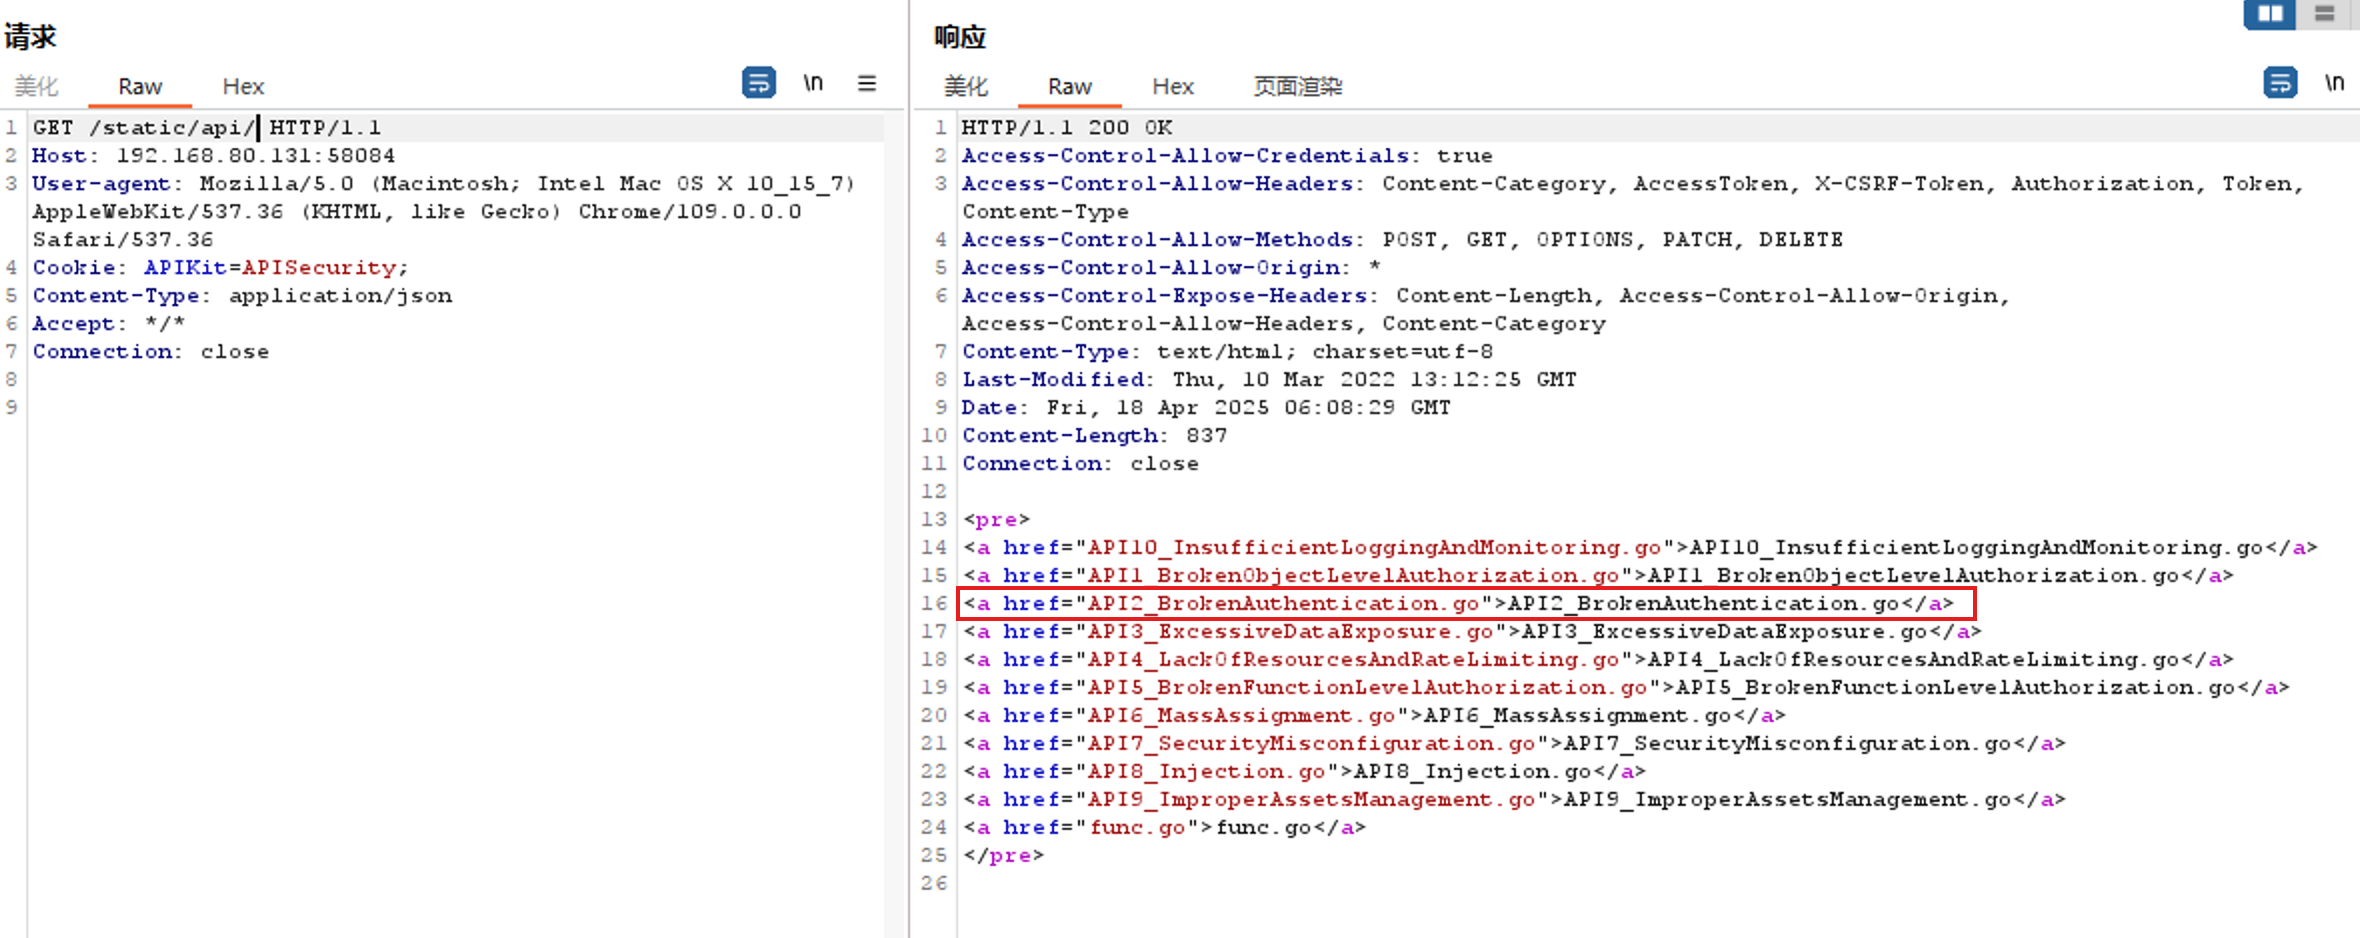 请求
美化 Raw Hex \n
1 GET /static/api/ HTTP/1.1
2 Host: 192.168.80.131:58084
3 User-agent: Mozilla/5.0 (Macintosh; Intel Mac OS X 10_15_7)
AppleWebKit/537.36 (KHTML, like Gecko) Chrome/109.0.0.0
Safari/537.36
4 Cookie: APIKit=APISecurity;
5 Content-Type: application/json
6 Accept: */*
7 Connection: close
8
9
响应
美化 Raw Hex 页面渲染 \n
1 HTTP/1.1 200 OK
2 Access-Control-Allow-Credentials: true
3 Access-Control-Allow-Headers: Content-Category, AccessToken, X-CSRF-Token, Authorization, Token,
Content-Type
4 Access-Control-Allow-Methods: POST, GET, OPTIONS, PATCH, DELETE
5 Access-Control-Allow-Origin: *
6 Access-Control-Expose-Headers: Content-Length, Access-Control-Allow-Origin,
Access-Control-Allow-Headers, Content-Category
7 Content-Type: text/html; charset=utf-8
8 Last-Modified: Thu, 10 Mar 2022 13:12:25 GMT
9 Date: Fri, 18 Apr 2025 06:08:29 GMT
10 Content-Length: 837
11 Connection: close
12
13 <pre>
14 <a href="API10_InsufficientLoggingAndMonitoring.go">API10_InsufficientLoggingAndMonitoring.go</a>
15 <a href="API1_BrokenObjectLevelAuthorization.go">API1_BrokenObjectLevelAuthorization.go</a>
16 <a href="API2_BrokenAuthentication.go">API2_BrokenAuthentication.go</a>
17 <a href="API3_ExcessiveDataExposure.go">API3_ExcessiveDataExposure.go</a>
18 <a href="API4_LackOfResourcesAndRateLimiting.go">API4_LackOfResourcesAndRateLimiting.go</a>
19 <a href="API5_BrokenFunctionLevelAuthorization.go">API5_BrokenFunctionLevelAuthorization.go</a>
20 <a href="API6_MassAssignment.go">API6_MassAssignment.go</a>
21 <a href="API7_SecurityMisconfiguration.go">API7_SecurityMisconfiguration.go</a>
22 <a href="API8_Injection.go">API8_Injection.go</a>
23 <a href="API9_ImproperAssetsManagement.go">API9_ImproperAssetsManagement.go</a>
24 <a href="func.go">func.go</a>
25 </pre>
26